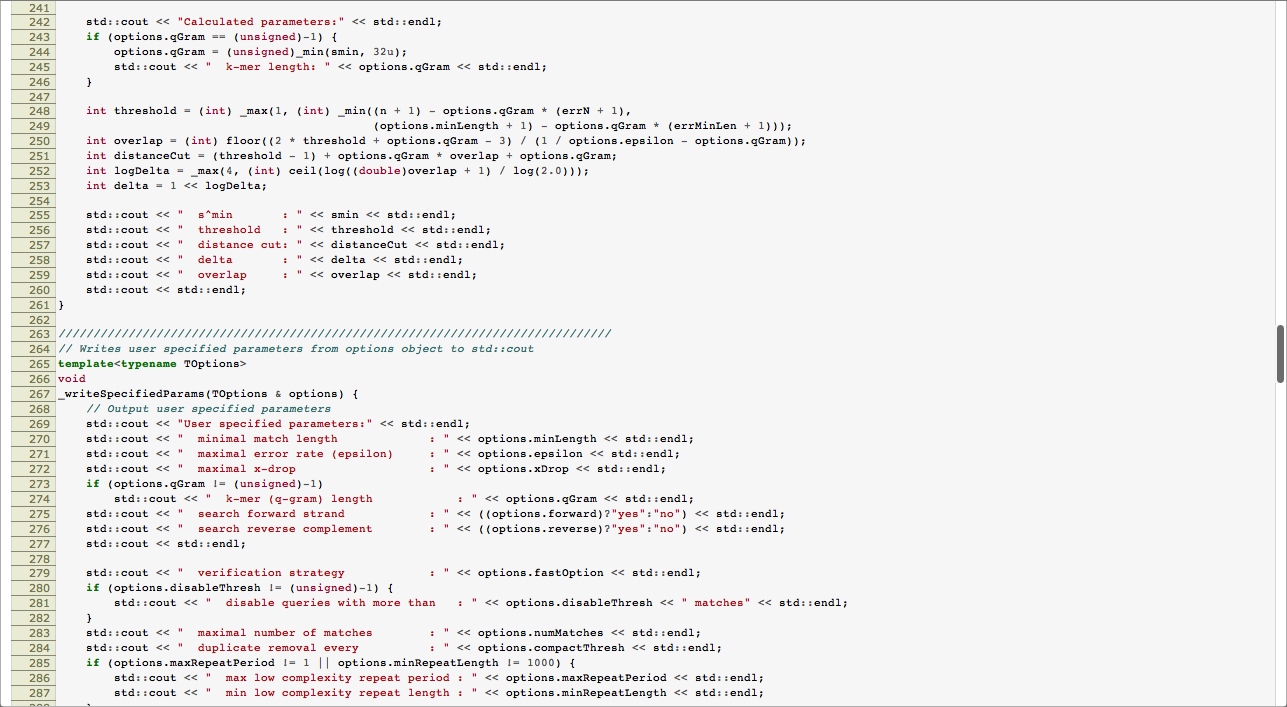 241
242     std::cout << "Calculated parameters:" << std::endl;
243     if (options.qGram == (unsigned)-1) {
244         options.qGram = (unsigned)_min(smin, 32u);
245         std::cout << "  k-mer length: " << options.qGram << std::endl;
246     }
247
248     int threshold = (int) _max(1, (int) _min((n + 1) - options.qGram * (errN + 1),
249                                              (options.minLength + 1) - options.qGram * (errMinLen + 1)));
250     int overlap = (int) floor((2 * threshold + options.qGram - 3) / (1 / options.epsilon - options.qGram));
251     int distanceCut = (threshold - 1) + options.qGram * overlap + options.qGram;
252     int logDelta = _max(4, (int) ceil(log((double)overlap + 1) / log(2.0)));
253     int delta = 1 << logDelta;
254
255     std::cout << "  s^min       : " << smin << std::endl;
256     std::cout << "  threshold   : " << threshold << std::endl;
257     std::cout << "  distance cut: " << distanceCut << std::endl;
258     std::cout << "  delta       : " << delta << std::endl;
259     std::cout << "  overlap     : " << overlap << std::endl;
260     std::cout << std::endl;
261 }
262
263 ///////////////////////////////////////////////////////////////////////////////
264 // Writes user specified parameters from options object to std::cout
265 template<typename TOptions>
266 void
267 _writeSpecifiedParams(TOptions & options) {
268     // Output user specified parameters
269     std::cout << "User specified parameters:" << std::endl;
270     std::cout << "  minimal match length             : " << options.minLength << std::endl;
271     std::cout << "  maximal error rate (epsilon)     : " << options.epsilon << std::endl;
272     std::cout << "  maximal x-drop                   : " << options.xDrop << std::endl;
273     if (options.qGram != (unsigned)-1)
274         std::cout << "  k-mer (q-gram) length            : " << options.qGram << std::endl;
275     std::cout << "  search forward strand            : " << ((options.forward)?"yes":"no") << std::endl;
276     std::cout << "  search reverse complement        : " << ((options.reverse)?"yes":"no") << std::endl;
277     std::cout << std::endl;
278
279     std::cout << "  verification strategy            : " << options.fastOption << std::endl;
280     if (options.disableThresh != (unsigned)-1) {
281         std::cout << "  disable queries with more than   : " << options.disableThresh << " matches" << std::endl;
282     }
283     std::cout << "  maximal number of matches        : " << options.numMatches << std::endl;
284     std::cout << "  duplicate removal every          : " << options.compactThresh << std::endl;
285     if (options.maxRepeatPeriod != 1 || options.minRepeatLength != 1000) {
286         std::cout << "  max low complexity repeat period : " << options.maxRepeatPeriod << std::endl;
287         std::cout << "  min low complexity repeat length : " << options.minRepeatLength << std::endl;